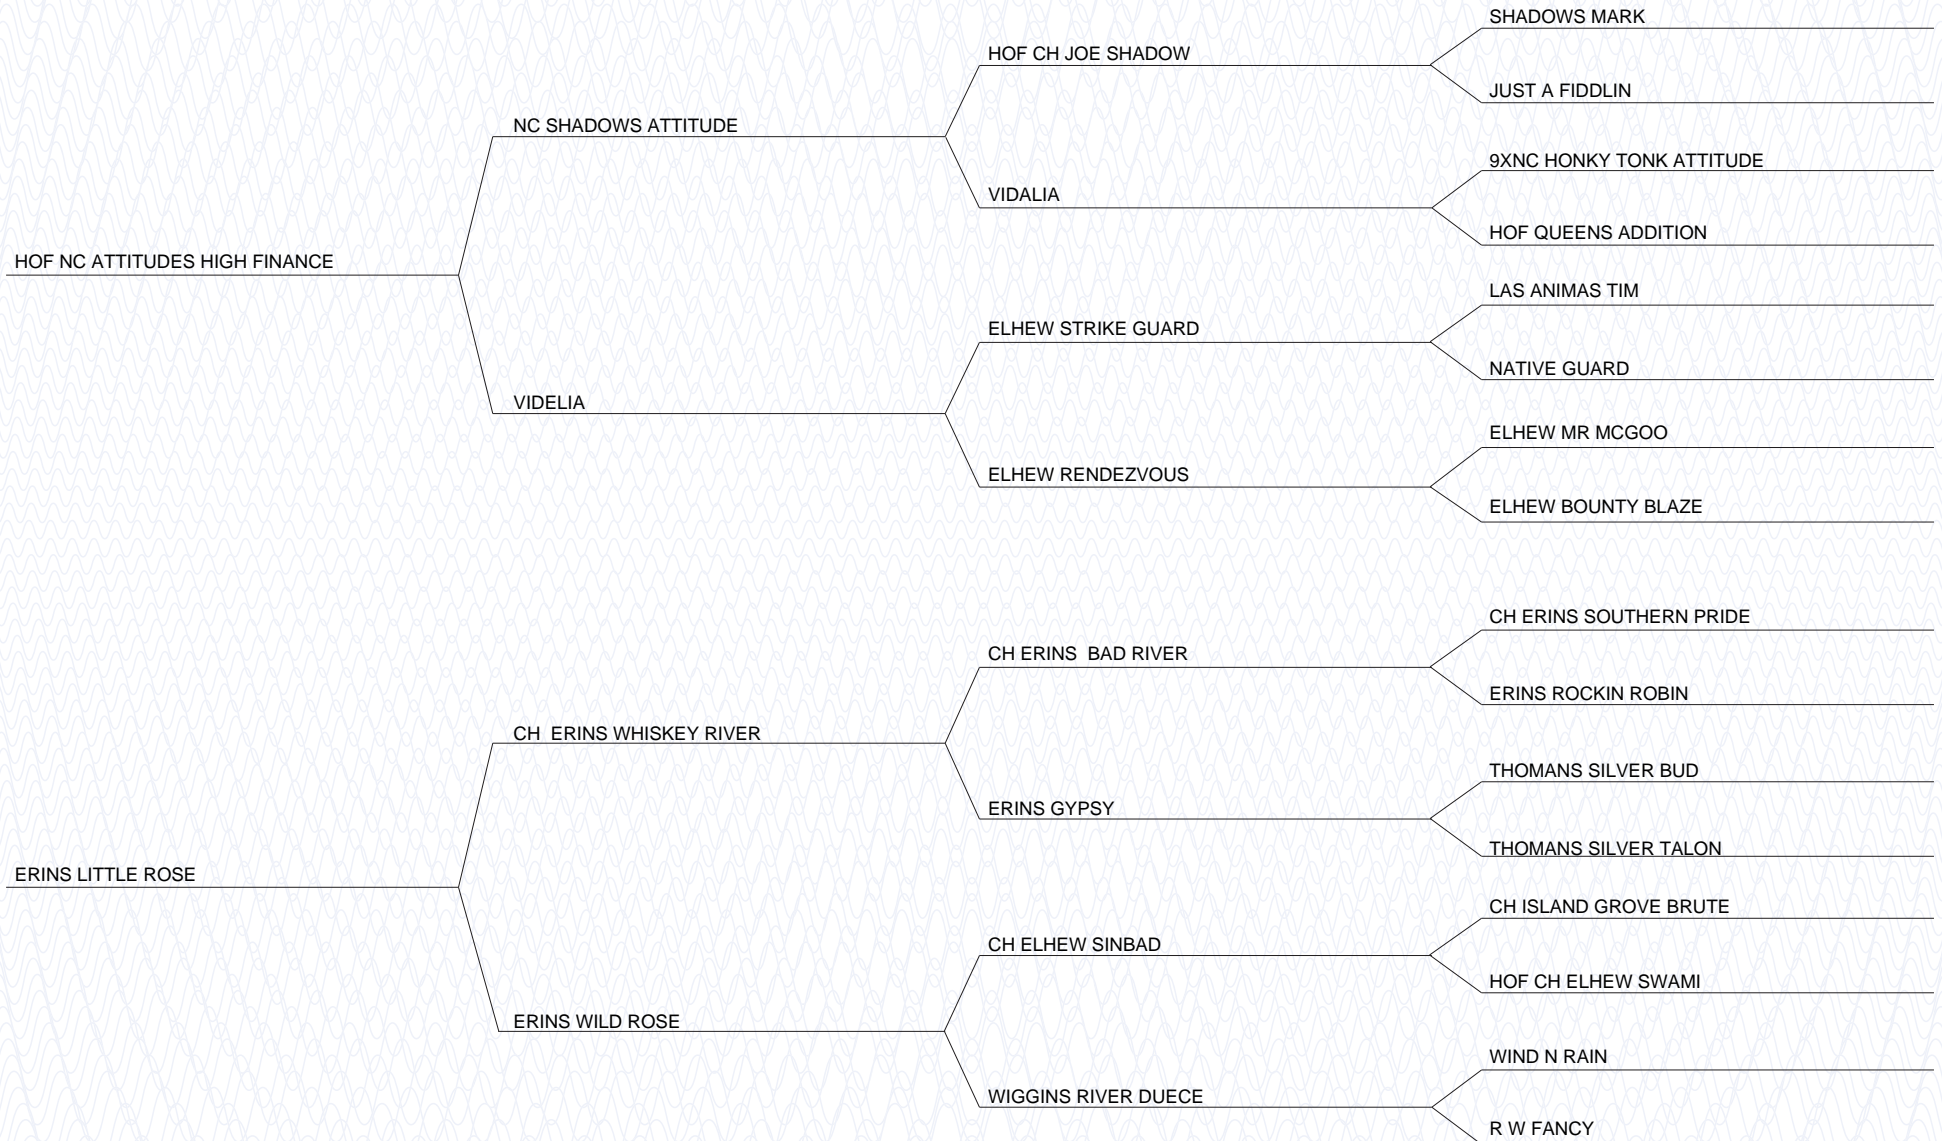 SHADOWS MARK
HOF CH JOE SHADOW
JUST A FIDDLIN
NC SHADOWS ATTITUDE
9XNC HONKY TONK ATTITUDE
VIDALIA
HOF QUEENS ADDITION
HOF NC ATTITUDES HIGH FINANCE
LAS ANIMAS TIM
ELHEW STRIKE GUARD
NATIVE GUARD
VIDELIA
ELHEW MR MCGOO
ELHEW RENDEZVOUS
ELHEW BOUNTY BLAZE
CH ERINS SOUTHERN PRIDE
CH ERINS  BAD RIVER
ERINS ROCKIN ROBIN
CH  ERINS WHISKEY RIVER
THOMANS SILVER BUD
ERINS GYPSY
THOMANS SILVER TALON
ERINS LITTLE ROSE
CH ISLAND GROVE BRUTE
CH ELHEW SINBAD
HOF CH ELHEW SWAMI
ERINS WILD ROSE
WIND N RAIN
WIGGINS RIVER DUECE
R W FANCY